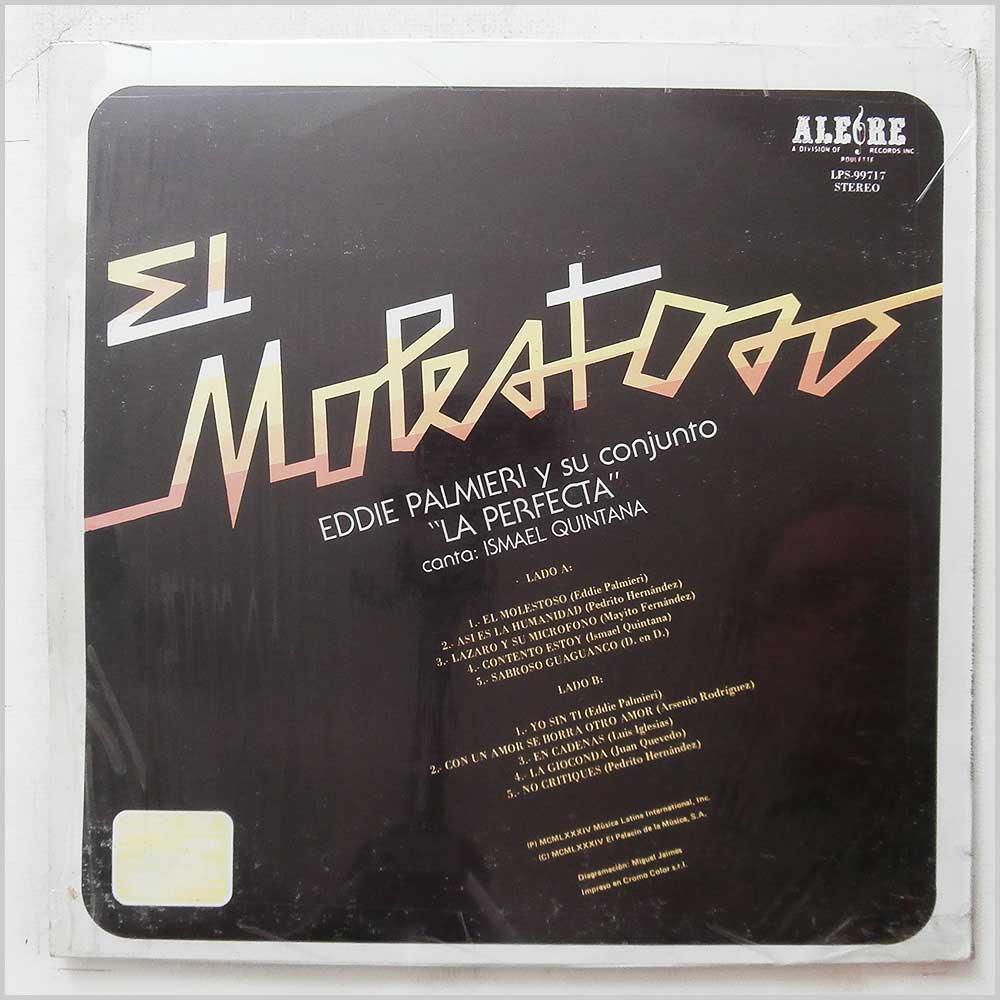 ALEGRE
A DIVISION OF ROULETTE RECORDS INC.
LPS-99717
STEREO
El
Molestoso
EDDIE PALMIERI y su conjunto
"LA PERFECTA"
canta: ISMAEL QUINTANA
LADO A:
1.- EL MOLESTOSO (Eddie Palmieri)
2.- ASI ES LA HUMANIDAD (Pedrito Hernández)
3.- LAZARO Y SU MICROFONO (Mayito Fernández)
4.- CONTENTO ESTOY (Ismael Quintana)
5.- SABROSO GUAGUANCO (D. en D.)
LADO B:
1.- YO SIN TI (Eddie Palmieri)
2.- CON UN AMOR SE BORRA OTRO AMOR (Arsenio Rodríguez)
3.- EN CADENAS (Luis Iglesias)
4.- LA GIOCONDA (Juan Quevedo)
5.- NO CRITIQUES (Pedrito Hernández)
(P) MCMLXXXIV Música Latina International, Inc.
(C) MCMLXXXIV El Palacio de la Música, S.A.
Diagramación: Miguel Jaimes
Impreso en Cromo Color s.r.l.